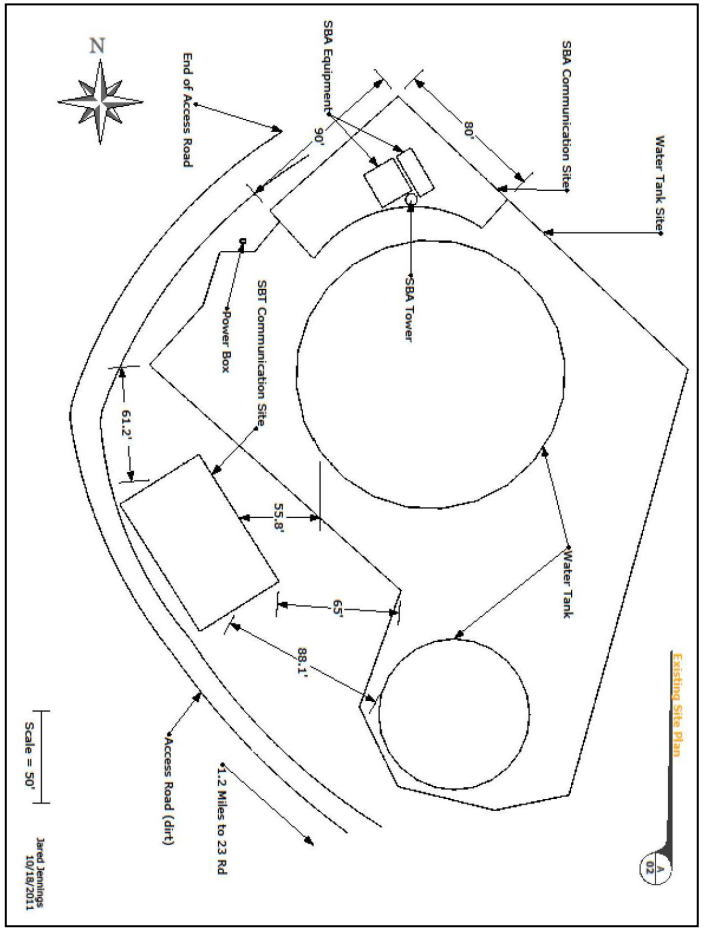 Existing Site Plan
A
02
Water Tank Site
SBA Communication Site
SBA Equipment
End of Access Road
N
80'
90'
SBA Tower
Power Box
SBT Communication Site
Water Tank
61.2'
55.8'
65'
88.1'
Access Road (dirt)
1.2 Miles to 23 Rd
Scale = 50'
Jared Jennings
10/18/2011